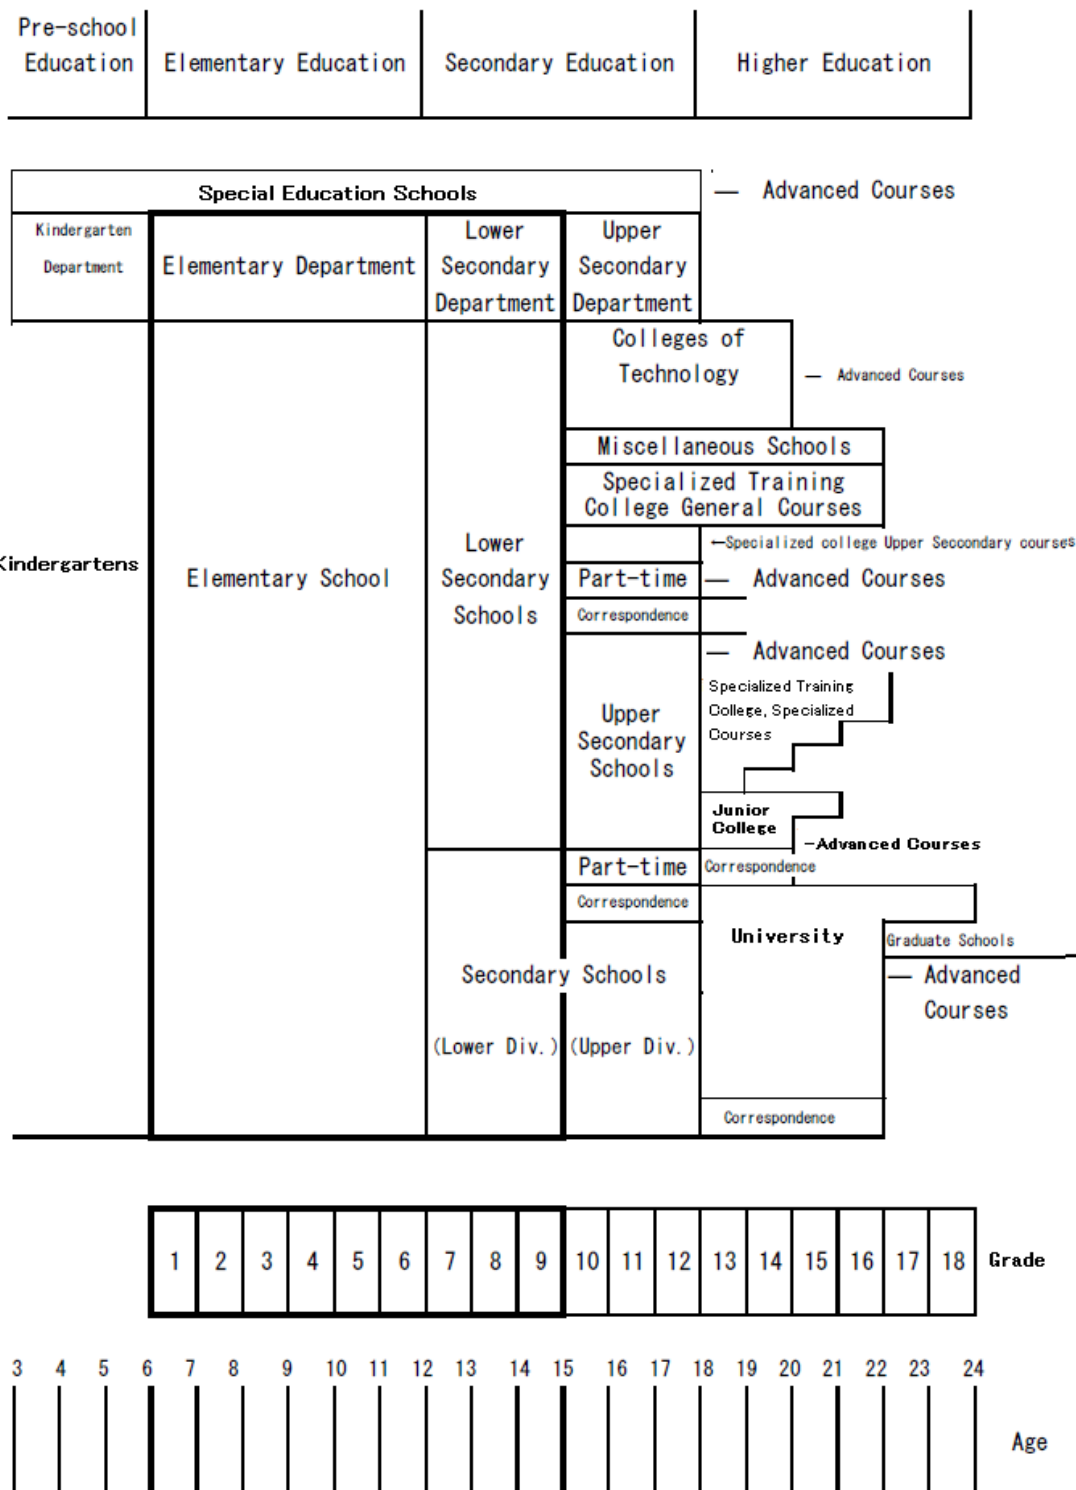 Pre-school
Education
Elementary Education
Secondary Education
Higher Education
Special Education Schools
— Advanced Courses
Kindergarten
Department
Elementary Department
Lower
Secondary
Department
Upper
Secondary
Department
Colleges of
Technology
— Advanced Courses
Miscellaneous Schools
Specialized Training
College General Courses
←Specialized college Upper Seccondary courses
Kindergartens
Elementary School
Lower
Secondary
Schools
Part-time
— Advanced Courses
Correspondence
— Advanced Courses
Upper
Secondary
Schools
Specialized Training
College, Specialized
Courses
Junior
College
-Advanced Courses
Part-time
Correspondence
Correspondence
University
Graduate Schools
— Advanced
Courses
Secondary Schools
(Lower Div.)
(Upper Div.)
Correspondence
1 2 3 4 5 6 7 8 9 10 11 12 13 14 15 16 17 18 Grade
3 4 5 6 7 8 9 10 11 12 13 14 15 16 17 18 19 20 21 22 23 24
Age